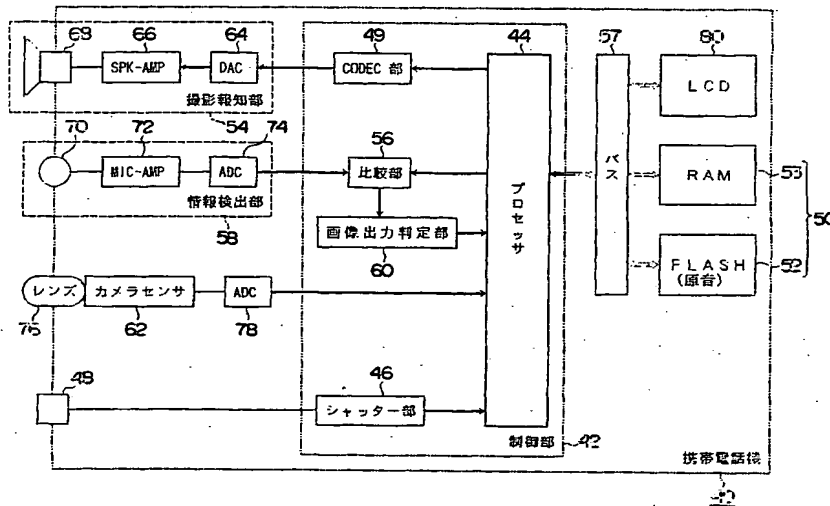 68
66
64
49
44
57
80
SPK-AMP
DAC
CODEC 部
LCD
撮影報知部
54
70
72
74
56
MIC-AMP
ADC
比較部
バス
RAM
53
情報検出部
58
プロセッサ
50
画像出力判定部
60
FLASH
(原音)
52
レンズ
カメラセンサ
ADC
76
62
78
48
46
シャッター部
制御部
42
携帯電話機
40